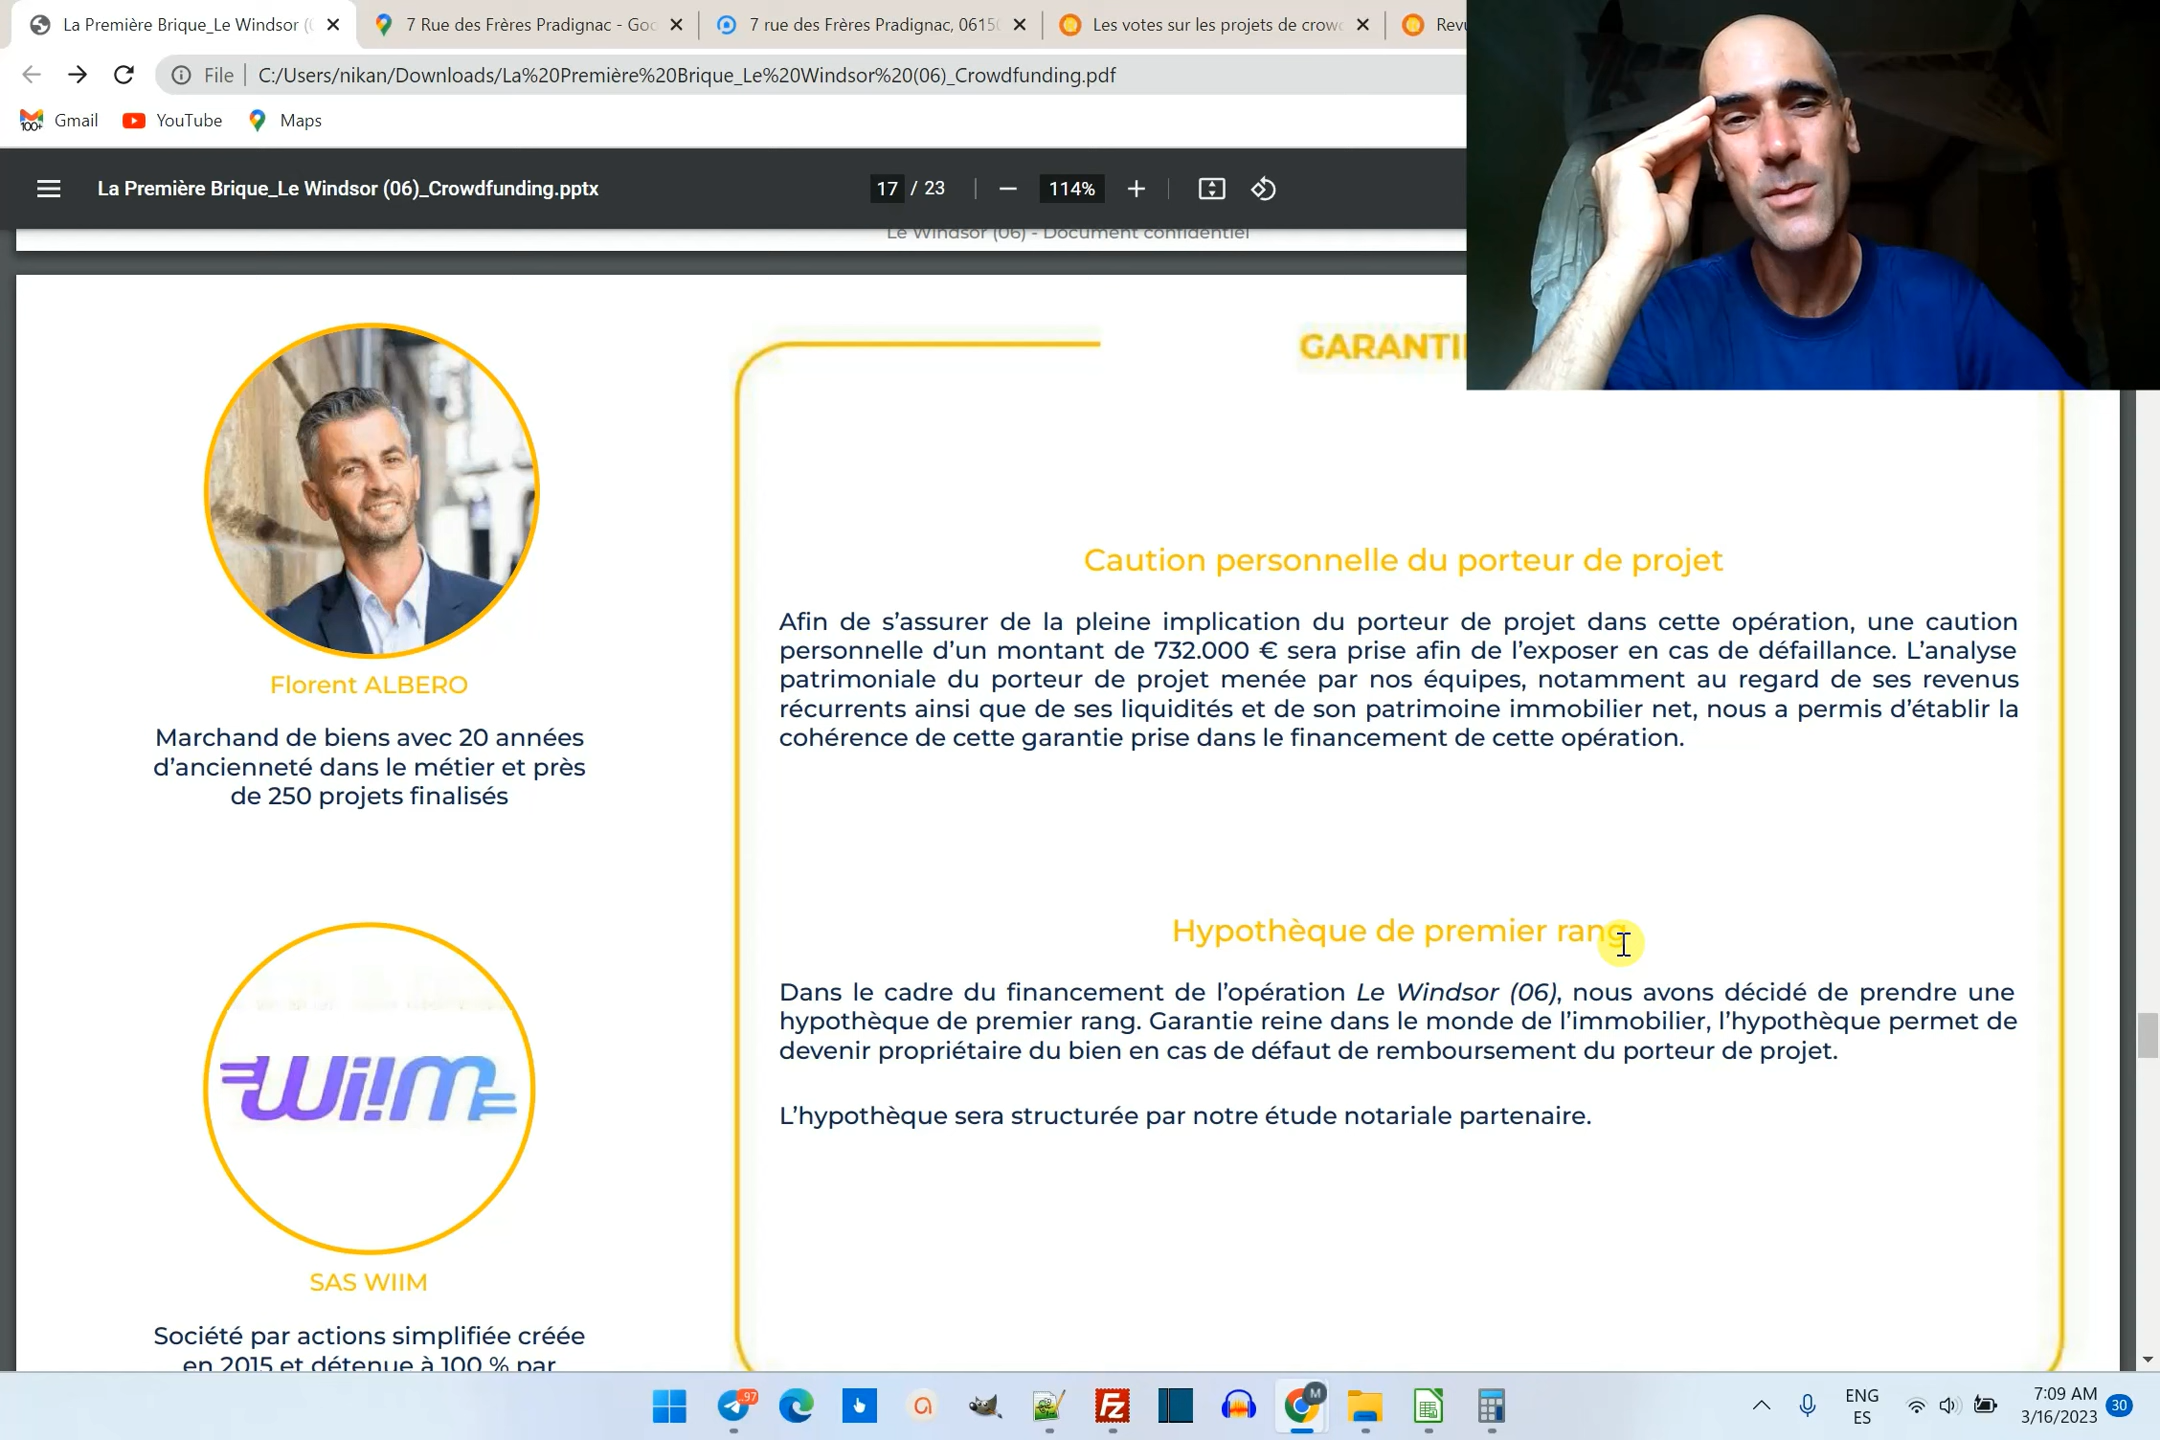 La Première Brique_Le Windsor (
7 Rue des Frères Pradignac - Goo
7 rue des Frères Pradignac, 0615
Les votes sur les projets de crow
Revu
File
C:/Users/nikan/Downloads/La%20Première%20Brique_Le%20Windsor%20(06)_Crowdfunding.pdf
100+
Gmail
YouTube
Maps
La Première Brique_Le Windsor (06)_Crowdfunding.pptx
17 / 23
114%
Le Windsor (06) - Document confidentiel
GARANTI
Florent ALBERO
Marchand de biens avec 20 années
d’ancienneté dans le métier et près
de 250 projets finalisés
Wi!M
SAS WIIM
Société par actions simplifiée créée
en 2015 et détenue à 100 % par
Caution personnelle du porteur de projet
Afin de s’assurer de la pleine implication du porteur de projet dans cette opération, une caution
personnelle d’un montant de 732.000 € sera prise afin de l’exposer en cas de défaillance. L’analyse
patrimoniale du porteur de projet menée par nos équipes, notamment au regard de ses revenus
récurrents ainsi que de ses liquidités et de son patrimoine immobilier net, nous a permis d’établir la
cohérence de cette garantie prise dans le financement de cette opération.
Hypothèque de premier rang
Dans le cadre du financement de l’opération Le Windsor (06), nous avons décidé de prendre une
hypothèque de premier rang. Garantie reine dans le monde de l’immobilier, l’hypothèque permet de
devenir propriétaire du bien en cas de défaut de remboursement du porteur de projet.
L’hypothèque sera structurée par notre étude notariale partenaire.
97
Fz
M
ENG
ES
7:09 AM
3/16/2023
30